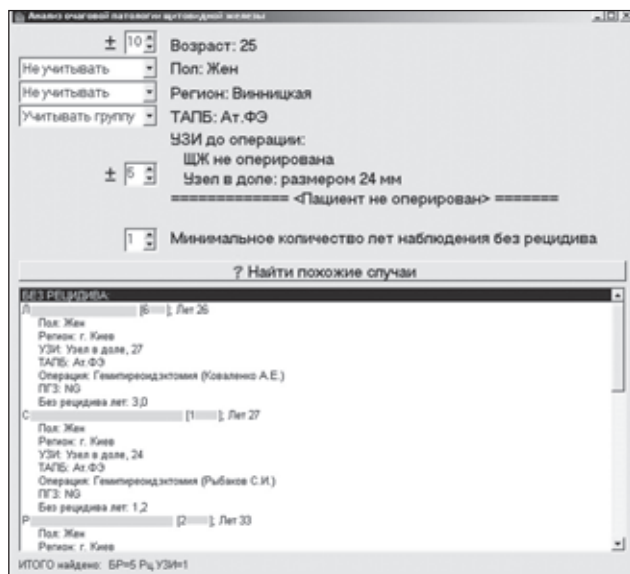 Анализ очаговой патологии щитовидной железы
± 10 Возраст: 25
Не учитывать Пол: Жен
Не учитывать Регион: Винницкая
Учитывать группу ТАПБ: Ат.ФЭ
УЗИ до операции:
ЩЖ не оперирована
± 5 Узел в доле: размером 24 мм
============= <Пациент не оперирован> =======
1 Минимальное количество лет наблюдения без рецидива
? Найти похожие случаи
БЕЗ РЕЦИДИВА:
Л [6 ]; Лет 26
Пол: Жен
Регион: г. Киев
УЗИ: Узел в доле, 27
ТАПБ: Ат.ФЭ
Операция: Гемитиреоидэктомия (Коваленко А.Е.)
ПГЗ: NG
Без рецидива лет: 3,0
С [1 ]; Лет 27
Пол: Жен
Регион: г. Киев
УЗИ: Узел в доле, 24
ТАПБ: Ат.ФЭ
Операция: Гемитиреоидэктомия (Рыбаков С.И.)
ПГЗ: NG
Без рецидива лет: 1,2
Р [2 ]; Лет 33
Пол: Жен
Регион: г. Киев
ИТОГО найдено: БР=5 Рц.УЗИ=1